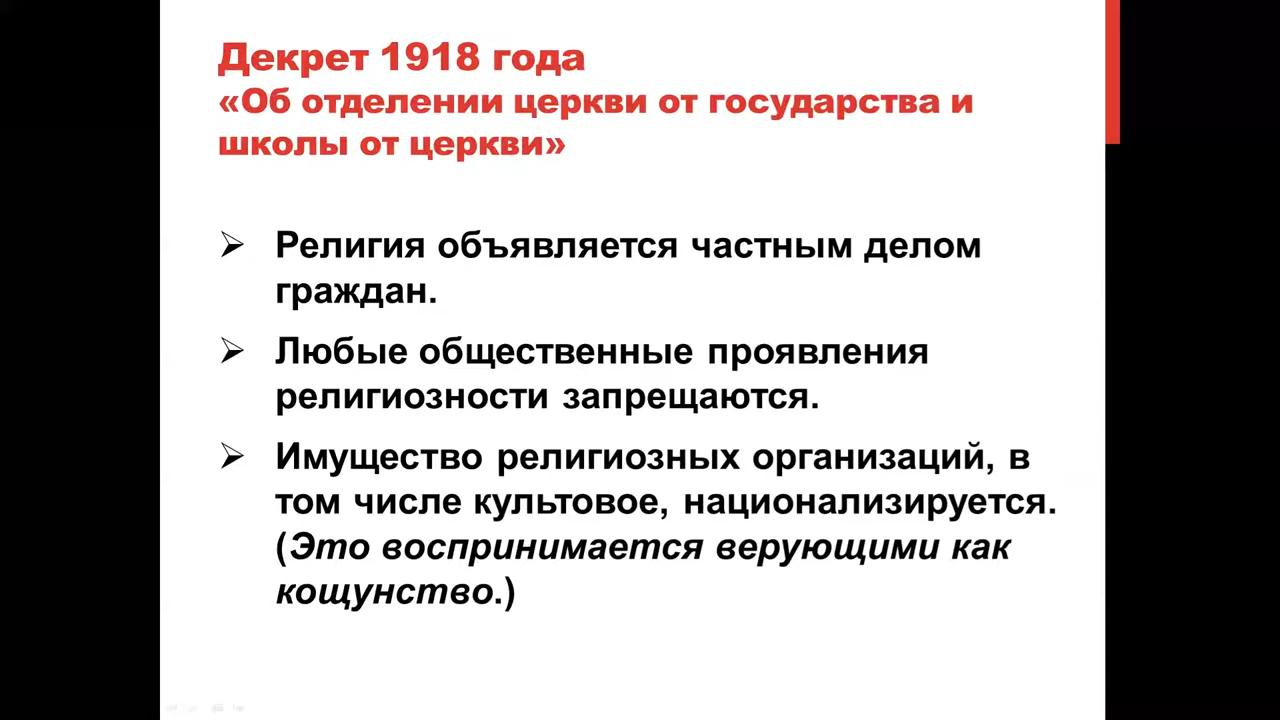 Декрет 1918 года
«Об отделении церкви от государства и
школы от церкви»
Религия объявляется частным делом
граждан.
Любые общественные проявления
религиозности запрещаются.
Имущество религиозных организаций, в
том числе культовое, национализируется.
(Это воспринимается верующими как
кощунство.)